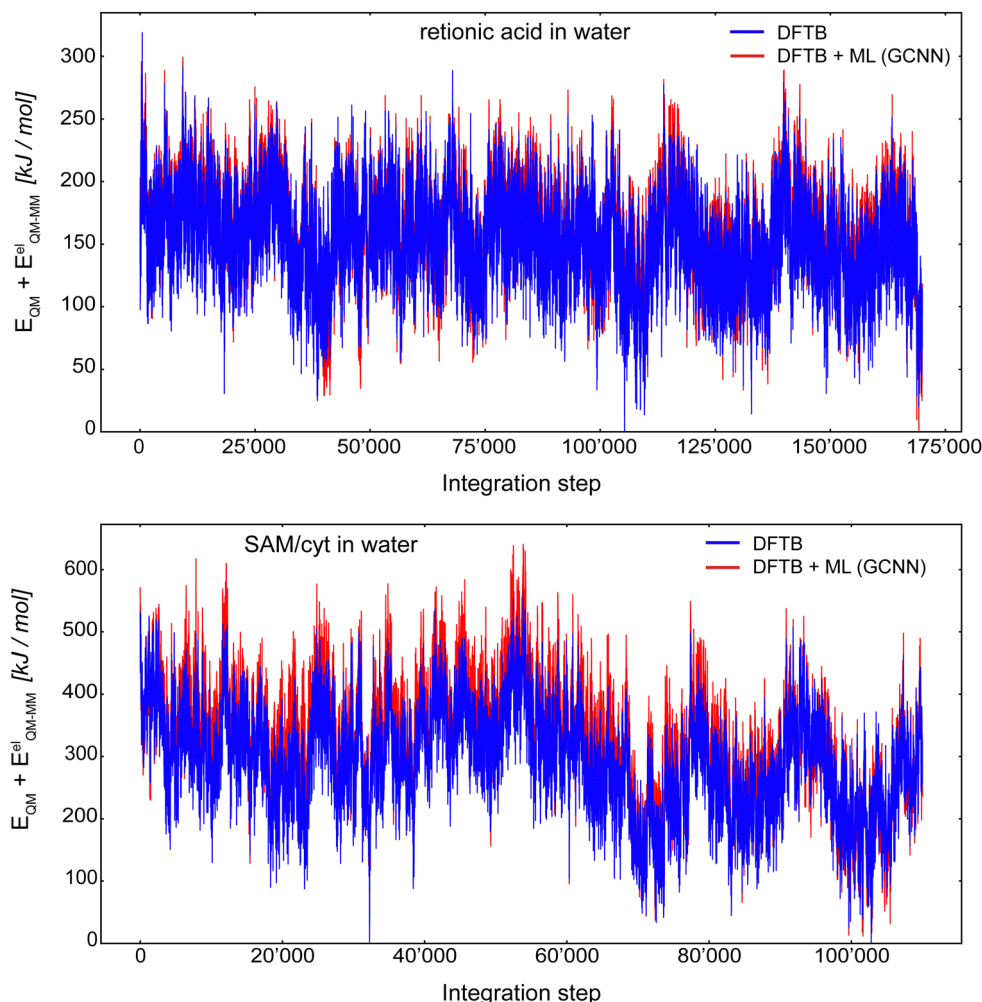 retionic acid in water
DFTB
DFTB + ML (GCNN)
E_QM + E^el_QM-MM [kJ / mol]
300
250
200
150
100
50
0
0 25'000 50'000 75'000 100'000 125'000 150'000 175'000
Integration step
SAM/cyt in water
DFTB
DFTB + ML (GCNN)
E_QM + E^el_QM-MM [kJ / mol]
600
500
400
300
200
100
0
0 20'000 40'000 60'000 80'000 100'000
Integration step